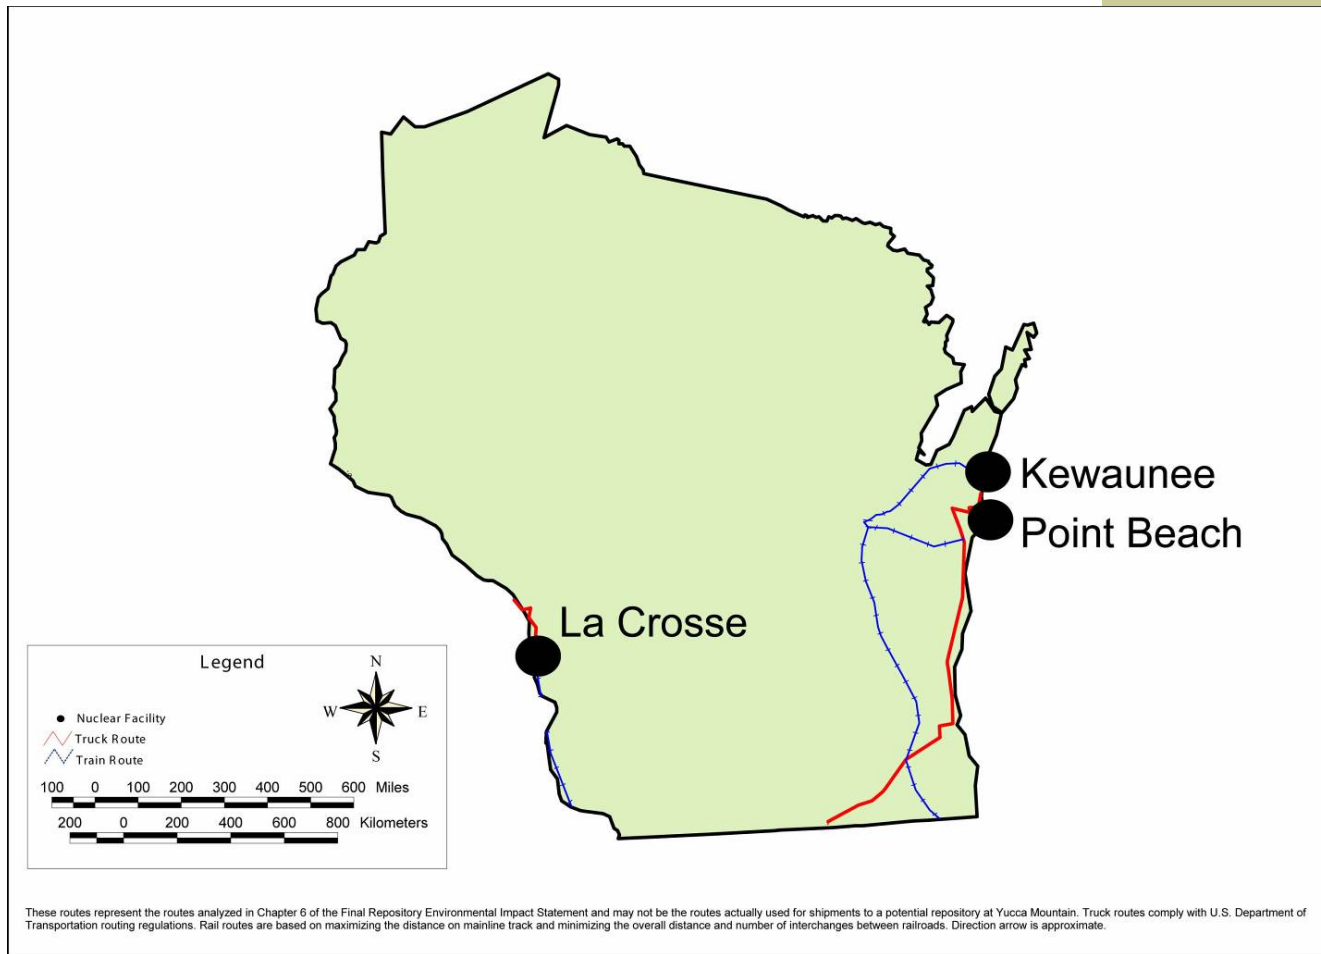 Kewaunee
Point Beach
La Crosse
Legend
N
W E
S
Nuclear Facility
Truck Route
Train Route
100 0 100 200 300 400 500 600 Miles
200 0 200 400 600 800 Kilometers
These routes represent the routes analyzed in Chapter 6 of the Final Repository Environmental Impact Statement and may not be the routes actually used for shipments to a potential repository at Yucca Mountain. Truck routes comply with U.S. Department of
Transportation routing regulations. Rail routes are based on maximizing the distance on mainline track and minimizing the overall distance and number of interchanges between railroads. Direction arrow is approximate.